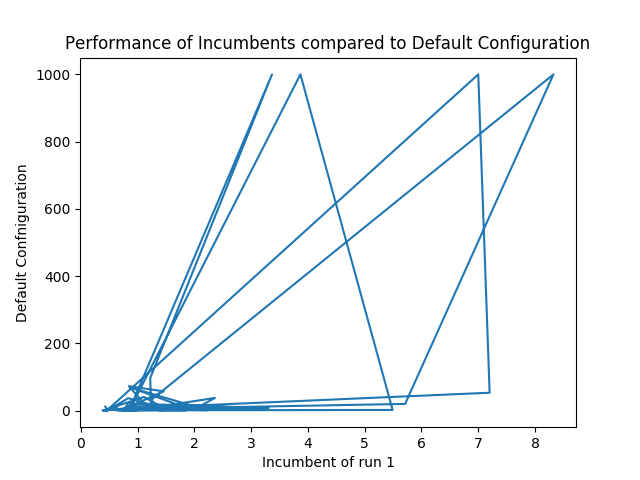 Performance of Incumbents compared to Default Configuration
1000
800
600
400
200
0
Default Confniguration
0 1 2 3 4 5 6 7 8
Incumbent of run 1